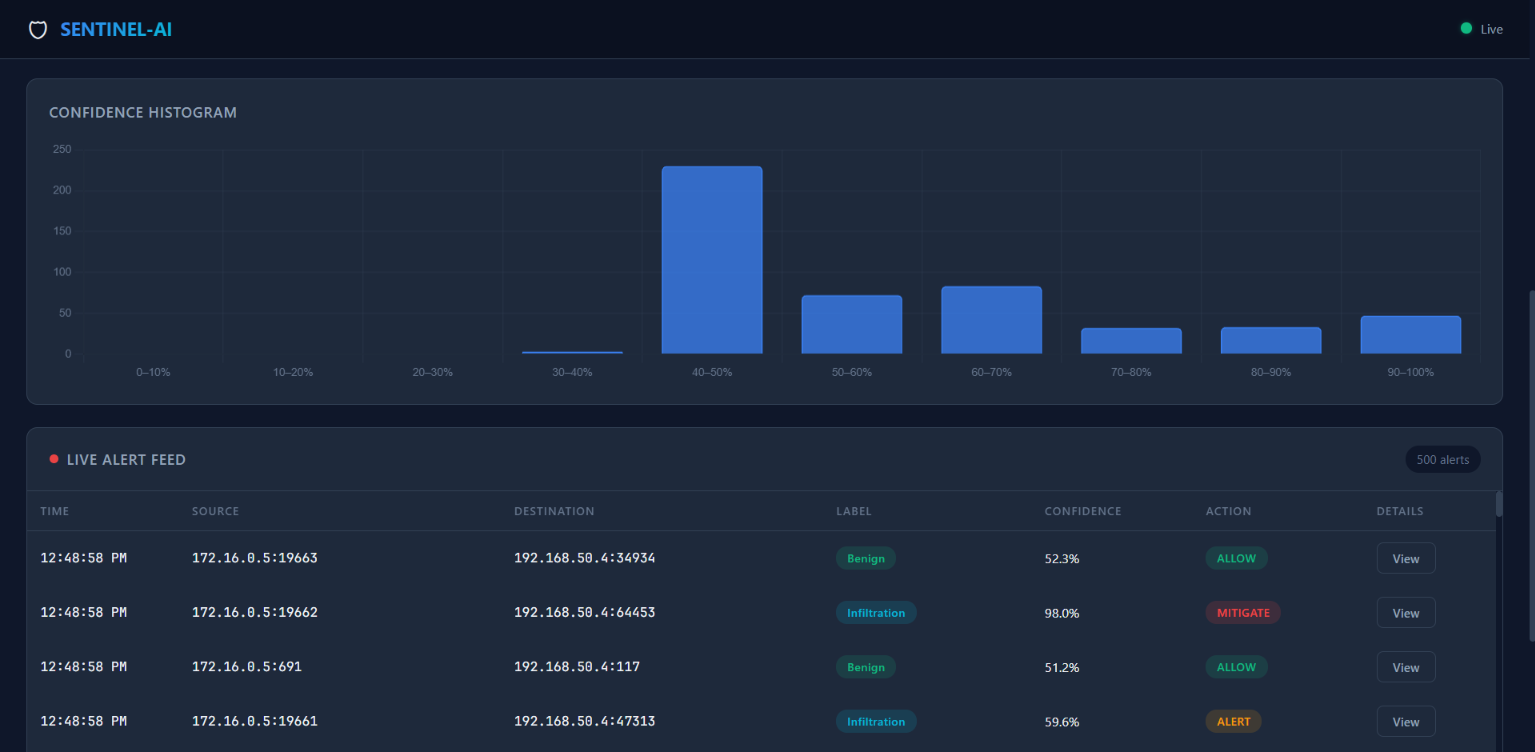 SENTINEL-AI
Live
CONFIDENCE HISTOGRAM
250
200
150
100
50
0
0–10% 10–20% 20–30% 30–40% 40–50% 50–60% 60–70% 70–80% 80–90% 90–100%
LIVE ALERT FEED
500 alerts
TIME SOURCE DESTINATION LABEL CONFIDENCE ACTION DETAILS
12:48:58 PM 172.16.0.5:19663 192.168.50.4:34934 Benign 52.3% ALLOW View
12:48:58 PM 172.16.0.5:19662 192.168.50.4:64453 Infiltration 98.0% MITIGATE View
12:48:58 PM 172.16.0.5:691 192.168.50.4:117 Benign 51.2% ALLOW View
12:48:58 PM 172.16.0.5:19661 192.168.50.4:47313 Infiltration 59.6% ALERT View